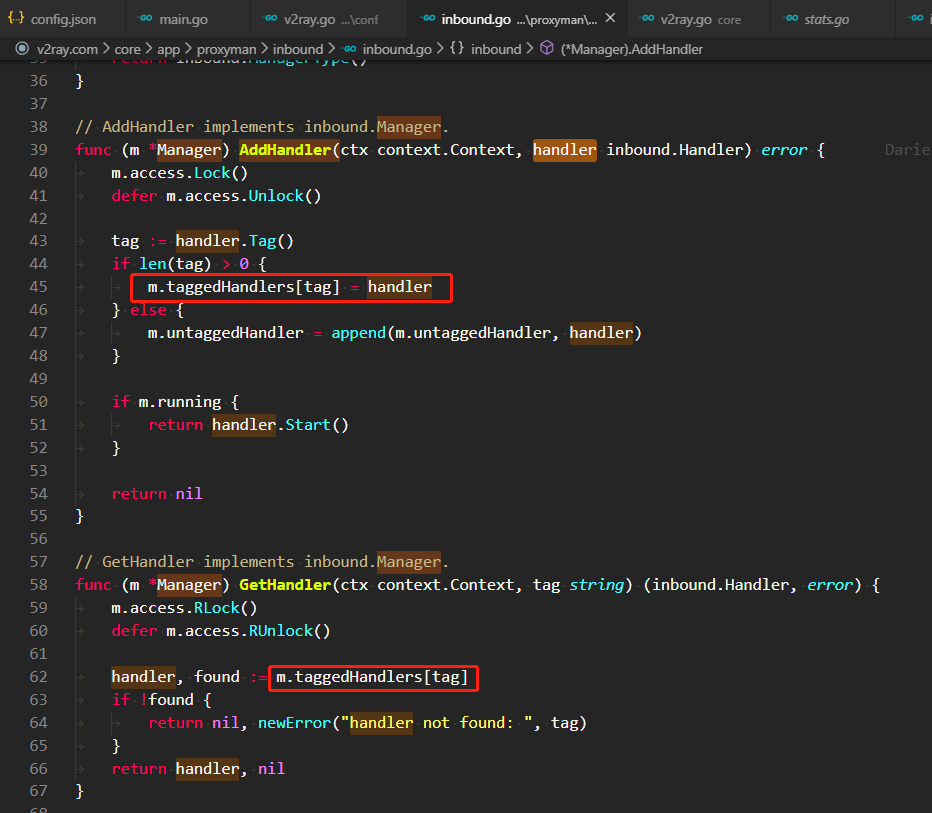 config.json main.go v2ray.go ...\conf inbound.go ...\proxyman\... v2ray.go core stats.go
v2ray.com > core > app > proxyman > inbound > inbound.go > {} inbound > (*Manager).AddHandler
35 return inbound.ManagerType()
36 }
37
38 // AddHandler implements inbound.Manager.
39 func (m *Manager) AddHandler(ctx context.Context, handler inbound.Handler) error { Darie
40 m.access.Lock()
41 defer m.access.Unlock()
42
43 tag := handler.Tag()
44 if len(tag) > 0 {
45 m.taggedHandlers[tag] = handler
46 } else {
47 m.untaggedHandler = append(m.untaggedHandler, handler)
48 }
49
50 if m.running {
51 return handler.Start()
52 }
53
54 return nil
55 }
56
57 // GetHandler implements inbound.Manager.
58 func (m *Manager) GetHandler(ctx context.Context, tag string) (inbound.Handler, error) {
59 m.access.RLock()
60 defer m.access.RUnlock()
61
62 handler, found := m.taggedHandlers[tag]
63 if !found {
64 return nil, newError("handler not found: ", tag)
65 }
66 return handler, nil
67 }
68